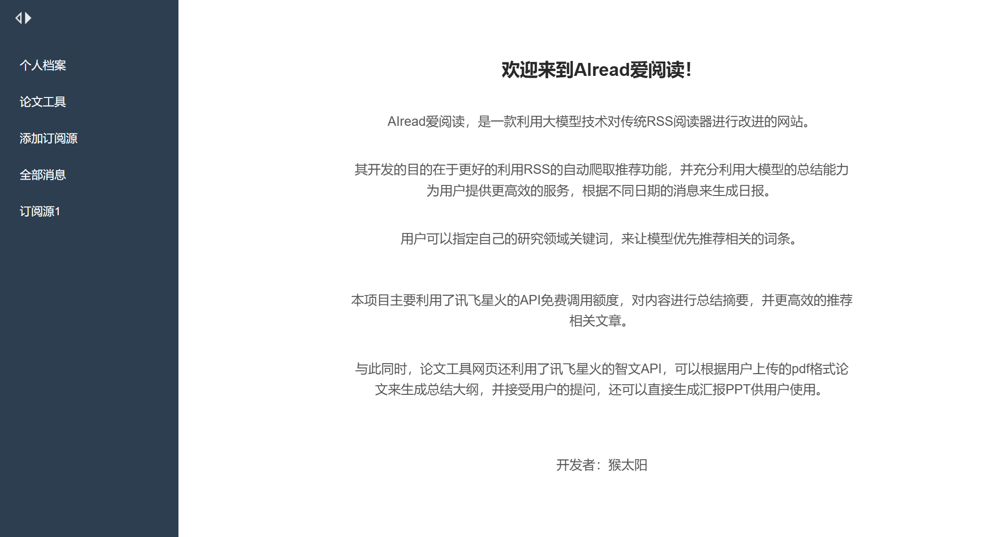 个人档案
论文工具
添加订阅源
全部消息
订阅源1
欢迎来到AIread爱阅读！
AIread爱阅读，是一款利用大模型技术对传统RSS阅读器进行改进的网站。
其开发的目的在于更好的利用RSS的自动爬取推荐功能，并充分利用大模型的总结能力
为用户提供更高效的服务，根据不同日期的消息来生成日报。
用户可以指定自己的研究领域关键词，来让模型优先推荐相关的词条。
本项目主要利用了讯飞星火的API免费调用额度，对内容进行总结摘要，并更高效的推荐
相关文章。
与此同时，论文工具网页还利用了讯飞星火的智文API，可以根据用户上传的pdf格式论
文来生成总结大纲，并接受用户的提问，还可以直接生成汇报PPT供用户使用。
开发者：猴太阳